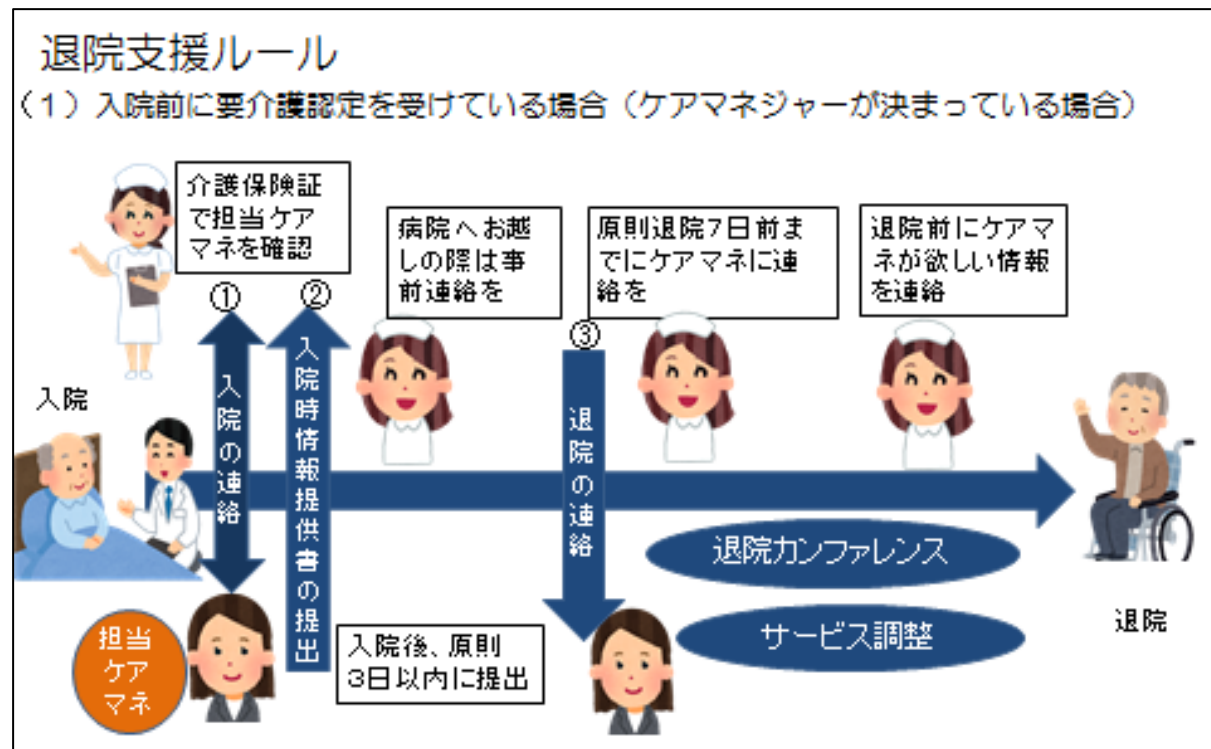 退院支援ルール
（１）入院前に要介護認定を受けている場合（ケアマネジャーが決まっている場合）
介護保険証
で担当ケア
マネを確認
病院へお越
しの際は事
前連絡を
原則退院7日前ま
でにケアマネに連
絡を
退院前にケアマ
ネが欲しい情報
を連絡
①
②
③
入院
入院の連絡
入院時情報提供書の提出
退院の連絡
退院カンファレンス
サービス調整
退院
担当
ケア
マネ
入院後、原則
3日以内に提出